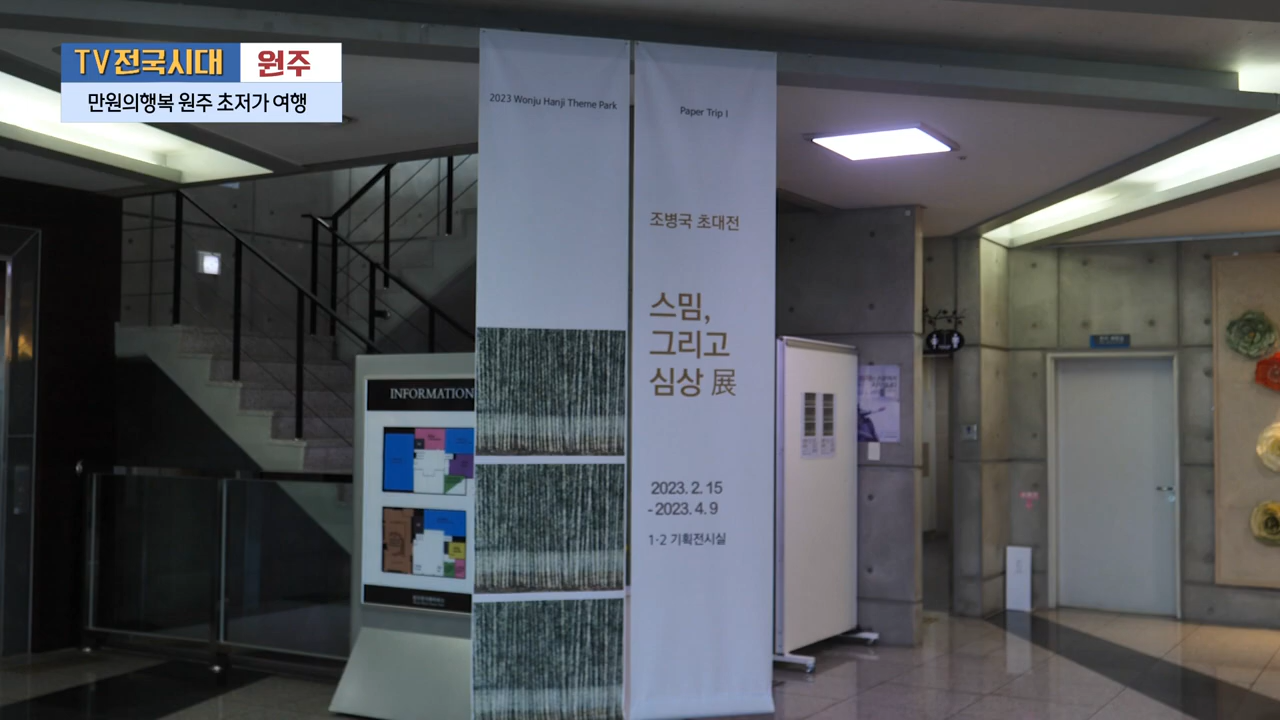 TV전국시대 원주
만원의행복 원주 초저가 여행
2023 Wonju Hanji Theme Park
Paper Trip I
조병국 초대전
스밈,
그리고
심상 展
2023. 2. 15
- 2023. 4. 9
1·2 기획전시실
INFORMATION